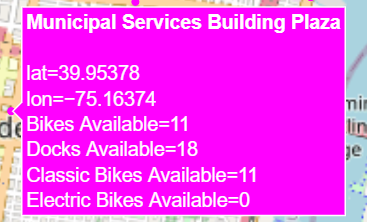 Municipal Services Building Plaza
lat=39.95378
lon=−75.16374
Bikes Available=11
Docks Available=18
Classic Bikes Available=11
Electric Bikes Available=0